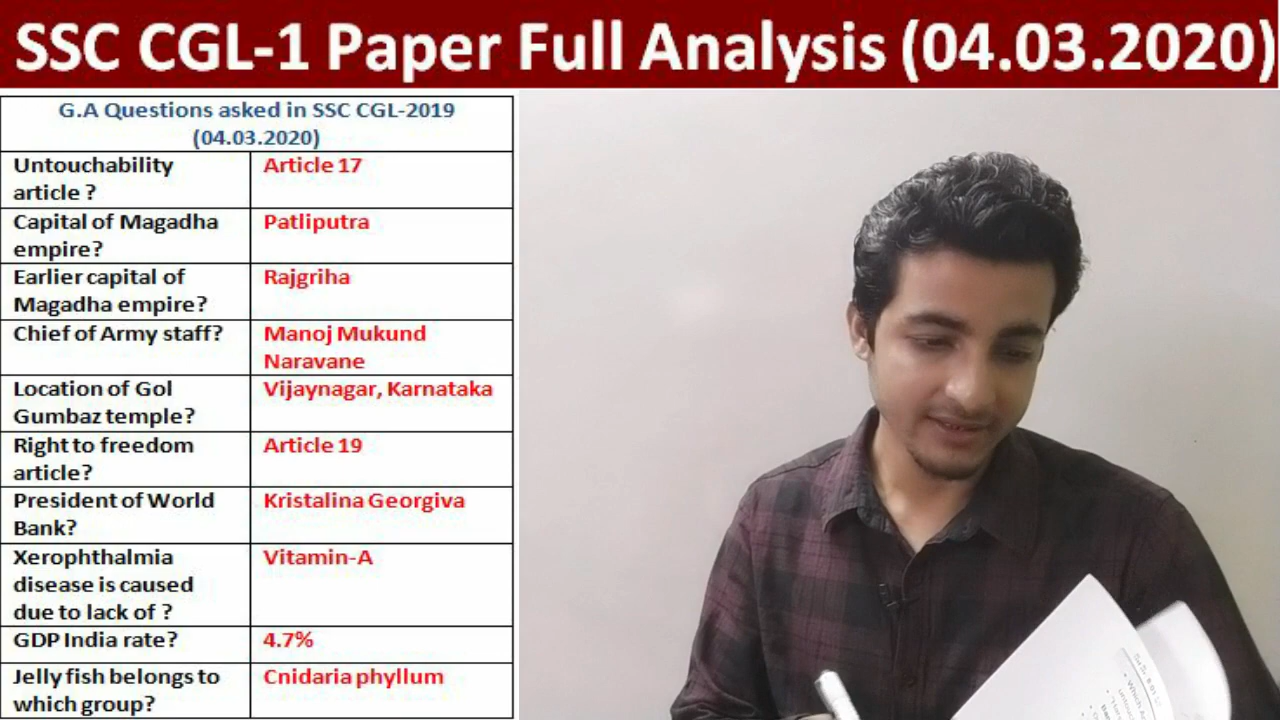 SSC CGL-1 Paper Full Analysis (04.03.2020)
G.A Questions asked in SSC CGL-2019
(04.03.2020)
Untouchability
article ?
Article 17
Capital of Magadha
empire?
Patliputra
Earlier capital of
Magadha empire?
Rajgriha
Chief of Army staff?
Manoj Mukund
Naravane
Location of Gol
Gumbaz temple?
Vijaynagar, Karnataka
Right to freedom
article?
Article 19
President of World
Bank?
Kristalina Georgiva
Xerophthalmia
disease is caused
due to lack of ?
Vitamin-A
GDP India rate?
4.7%
Jelly fish belongs to
which group?
Cnidaria phyllum